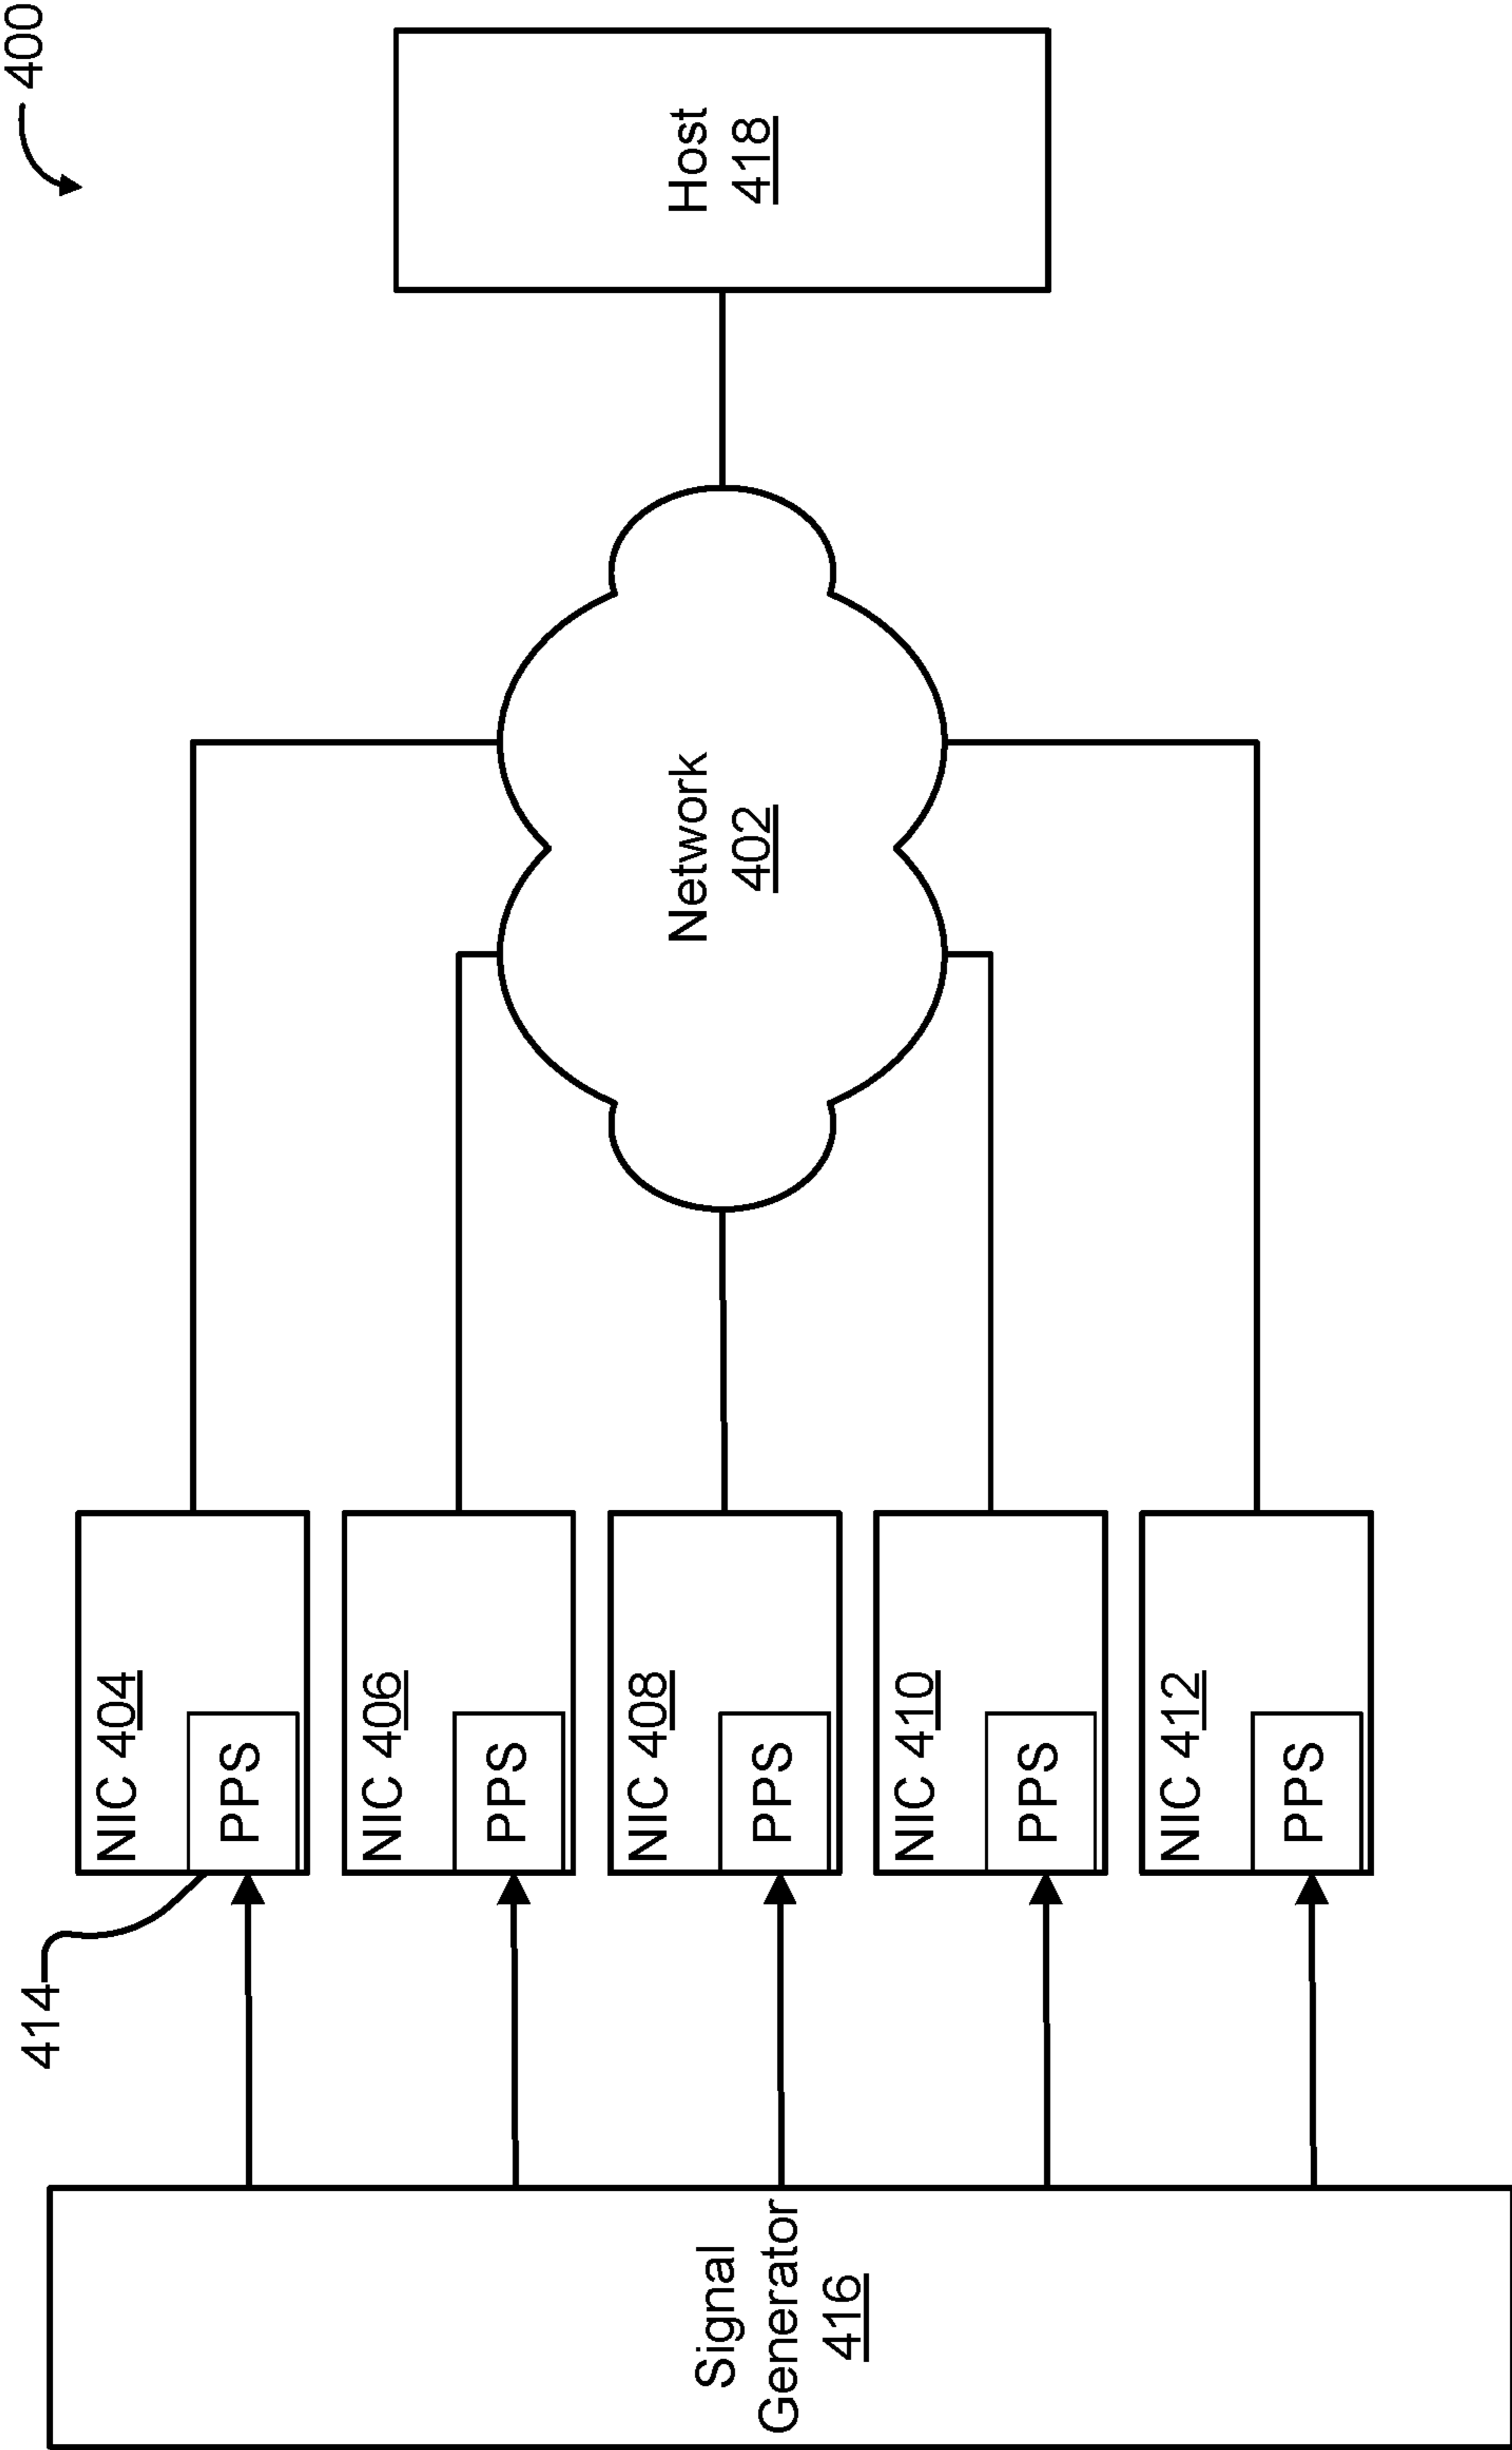 400
414
Signal
Generator
416
NIC 404
PPS
NIC 406
PPS
NIC 408
PPS
NIC 410
PPS
NIC 412
PPS
Network
402
Host
418